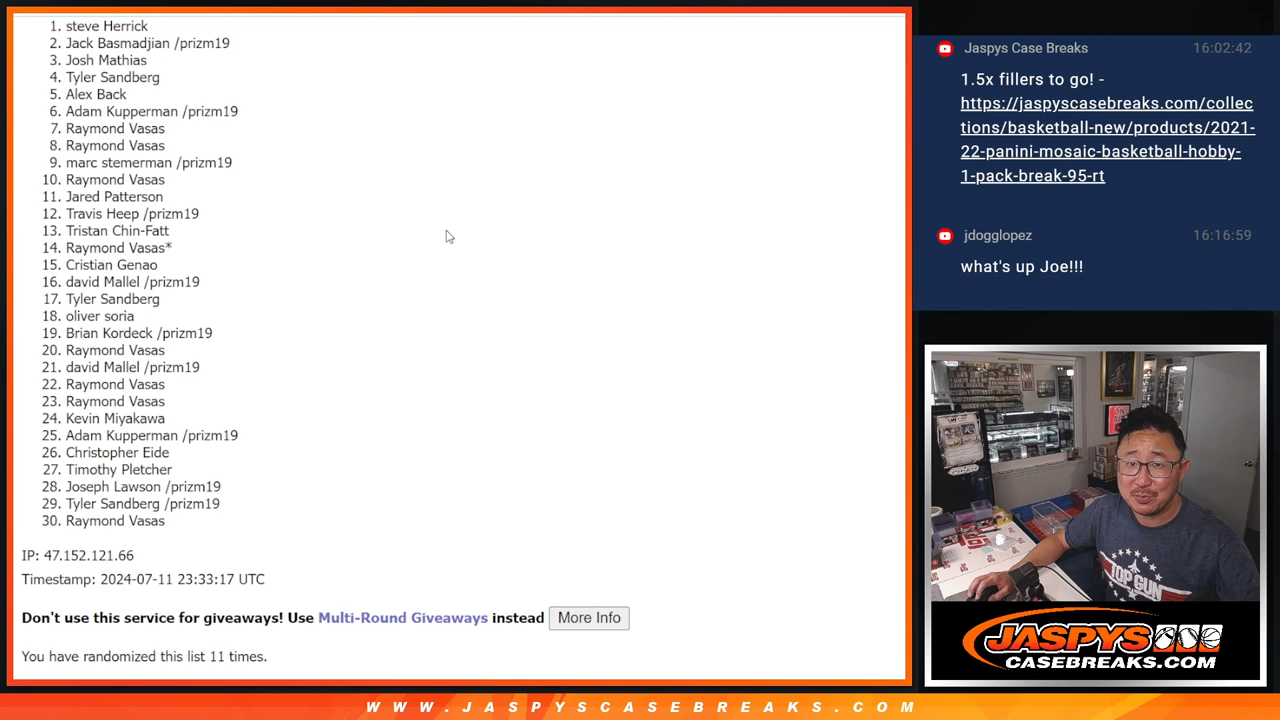 1. steve Herrick
2. Jack Basmadjian /prizm19
3. Josh Mathias
4. Tyler Sandberg
5. Alex Back
6. Adam Kupperman /prizm19
7. Raymond Vasas
8. Raymond Vasas
9. marc stemerman /prizm19
10. Raymond Vasas
11. Jared Patterson
12. Travis Heep /prizm19
13. Tristan Chin-Fatt
14. Raymond Vasas*
15. Cristian Genao
16. david Mallel /prizm19
17. Tyler Sandberg
18. oliver soria
19. Brian Kordeck /prizm19
20. Raymond Vasas
21. david Mallel /prizm19
22. Raymond Vasas
23. Raymond Vasas
24. Kevin Miyakawa
25. Adam Kupperman /prizm19
26. Christopher Eide
27. Timothy Pletcher
28. Joseph Lawson /prizm19
29. Tyler Sandberg /prizm19
30. Raymond Vasas
IP: 47.152.121.66
Timestamp: 2024-07-11 23:33:17 UTC
Don't use this service for giveaways! Use Multi-Round Giveaways instead More Info
You have randomized this list 11 times.
Jaspys Case Breaks 16:02:42
1.5x fillers to go! -
https://jaspyscasebreaks.com/collec
tions/basketball-new/products/2021-
22-panini-mosaic-basketball-hobby-
1-pack-break-95-rt
jdogglopez 16:16:59
what's up Joe!!!
TOP GUN
JASPYS
CASEBREAKS.COM
WWW.JASPYSCASEBREAKS.COM